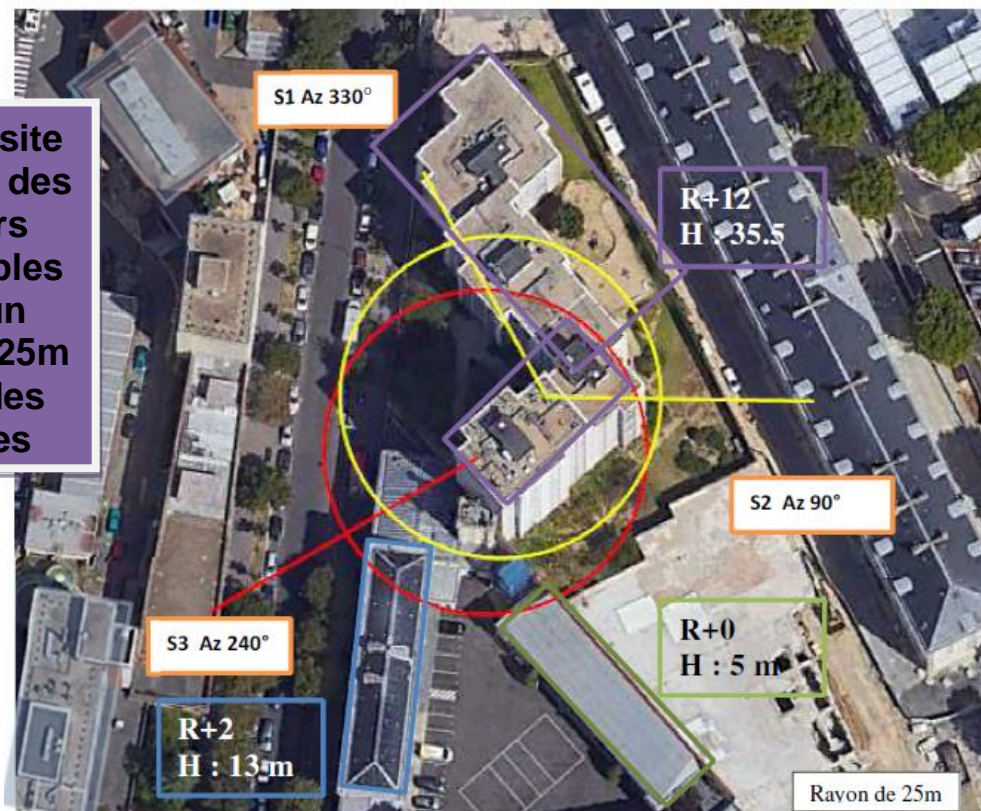 S1 Az 330°
site
des
rs
bles
un
25m
les
es
R+12
H : 35.5
S2 Az 90°
S3 Az 240°
R+0
H : 5 m
R+2
H : 13 m
Rayon de 25m